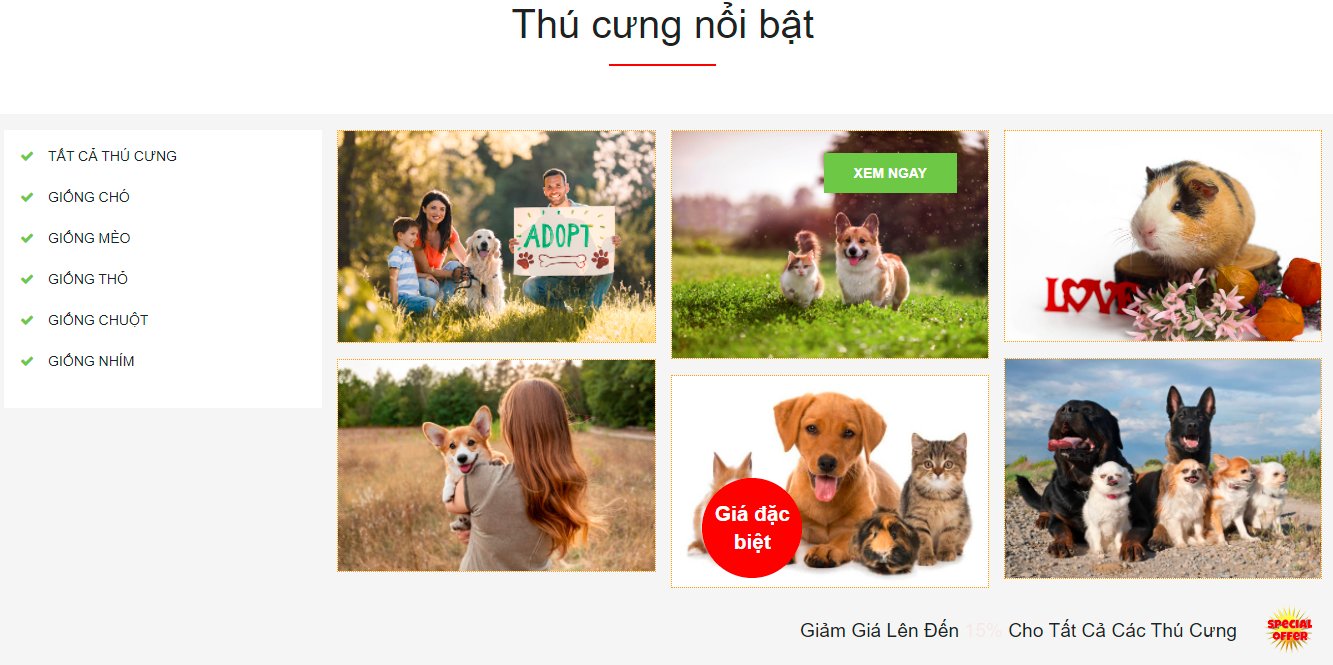 Thú cưng nổi bật
TẤT CẢ THÚ CƯNG
GIỐNG CHÓ
GIỐNG MÈO
GIỐNG THỎ
GIỐNG CHUỘT
GIỐNG NHÍM
ADOPT
XEM NGAY
LOVE
Giá đặc
biệt
Giảm Giá Lên Đến 15% Cho Tất Cả Các Thú Cưng
SPECIAL
OFFER